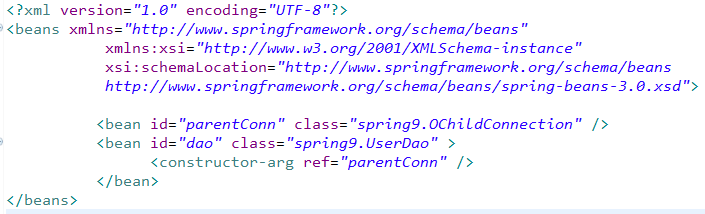 <?xml version="1.0" encoding="UTF-8"?>
<beans xmlns="http://www.springframework.org/schema/beans"
xmlns:xsi="http://www.w3.org/2001/XMLSchema-instance"
xsi:schemaLocation="http://www.springframework.org/schema/beans
http://www.springframework.org/schema/beans/spring-beans-3.0.xsd">
<bean id="parentConn" class="spring9.OChildConnection" />
<bean id="dao" class="spring9.UserDao" >
<constructor-arg ref="parentConn" />
</bean>
</beans>